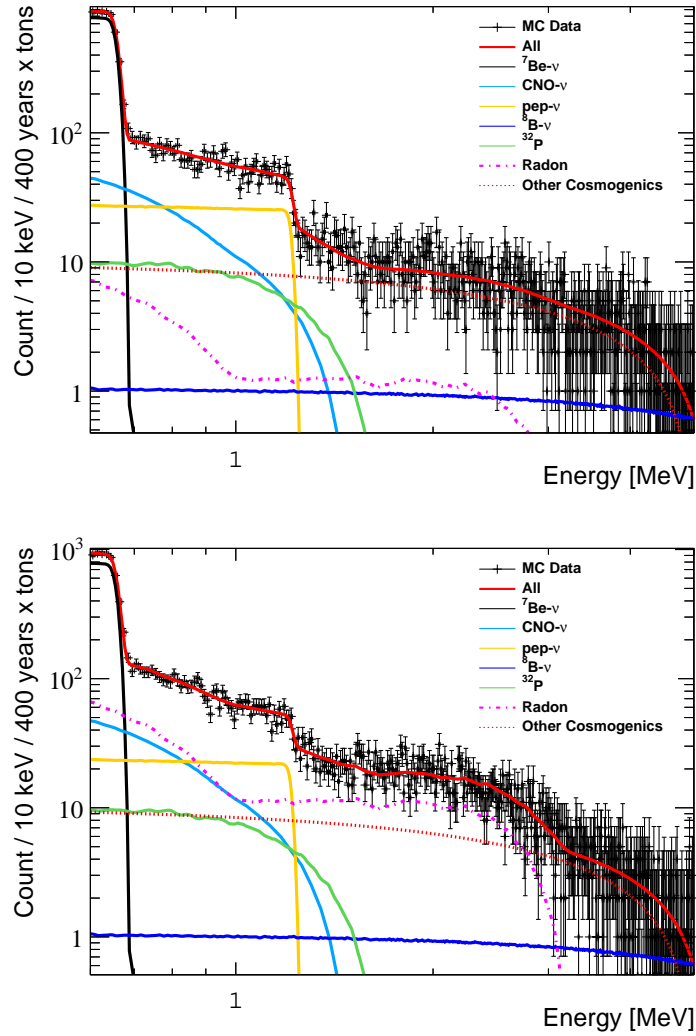 MC Data
All
⁷Be-ν
CNO-ν
pep-ν
⁸B-ν
³²P
Radon
Other Cosmogenics
10²
10
1
Count / 10 keV / 400 years x tons
1
Energy [MeV]
10³
MC Data
All
⁷Be-ν
CNO-ν
pep-ν
⁸B-ν
³²P
Radon
Other Cosmogenics
10²
10
1
Count / 10 keV / 400 years x tons
1
Energy [MeV]